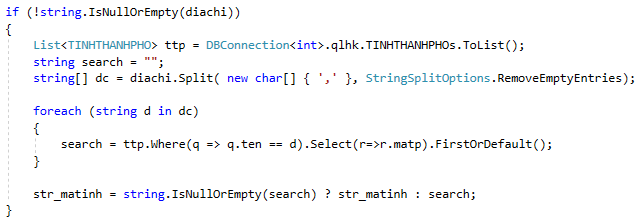 if (!string.IsNullOrEmpty(diachi))
{
List<TINHTHANHPHO> ttp = DBConnection<int>.qlhk.TINHTHANHPHOs.ToList();
string search = "";
string[] dc = diachi.Split( new char[] { ',' }, StringSplitOptions.RemoveEmptyEntries);
foreach (string d in dc)
{
search = ttp.Where(q => q.ten == d).Select(r=>r.matp).FirstOrDefault();
}
str_matinh = string.IsNullOrEmpty(search) ? str_matinh : search;
}